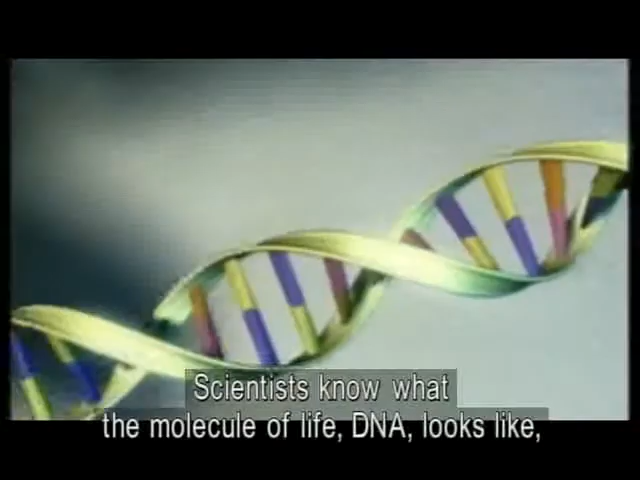 Scientists know what
the molecule of life, DNA, looks like,